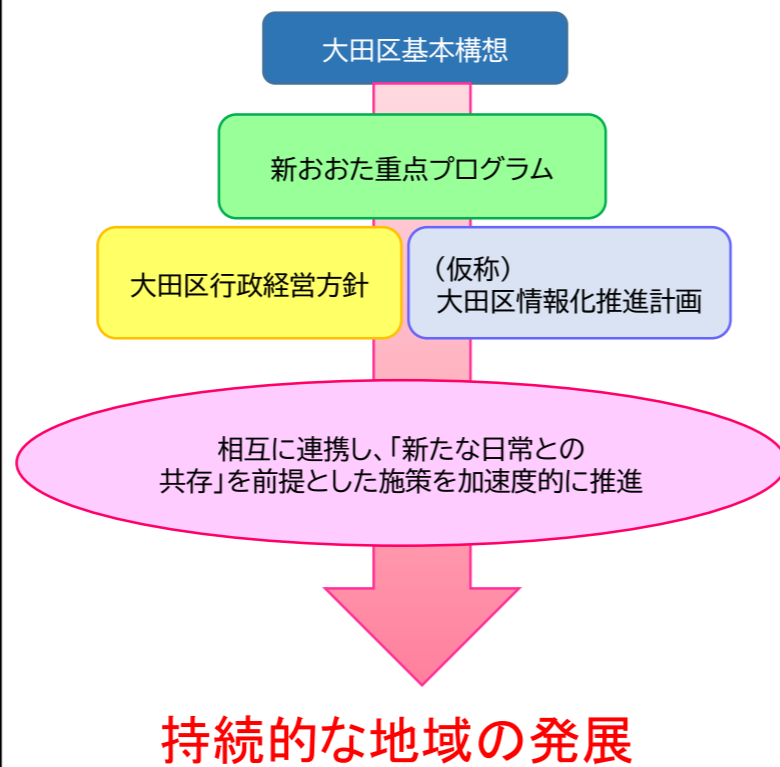 大田区基本構想
新おおた重点プログラム
大田区行政経営方針
（仮称）
大田区情報化推進計画
相互に連携し、「新たな日常との
共存」を前提とした施策を加速度的に推進
持続的な地域の発展